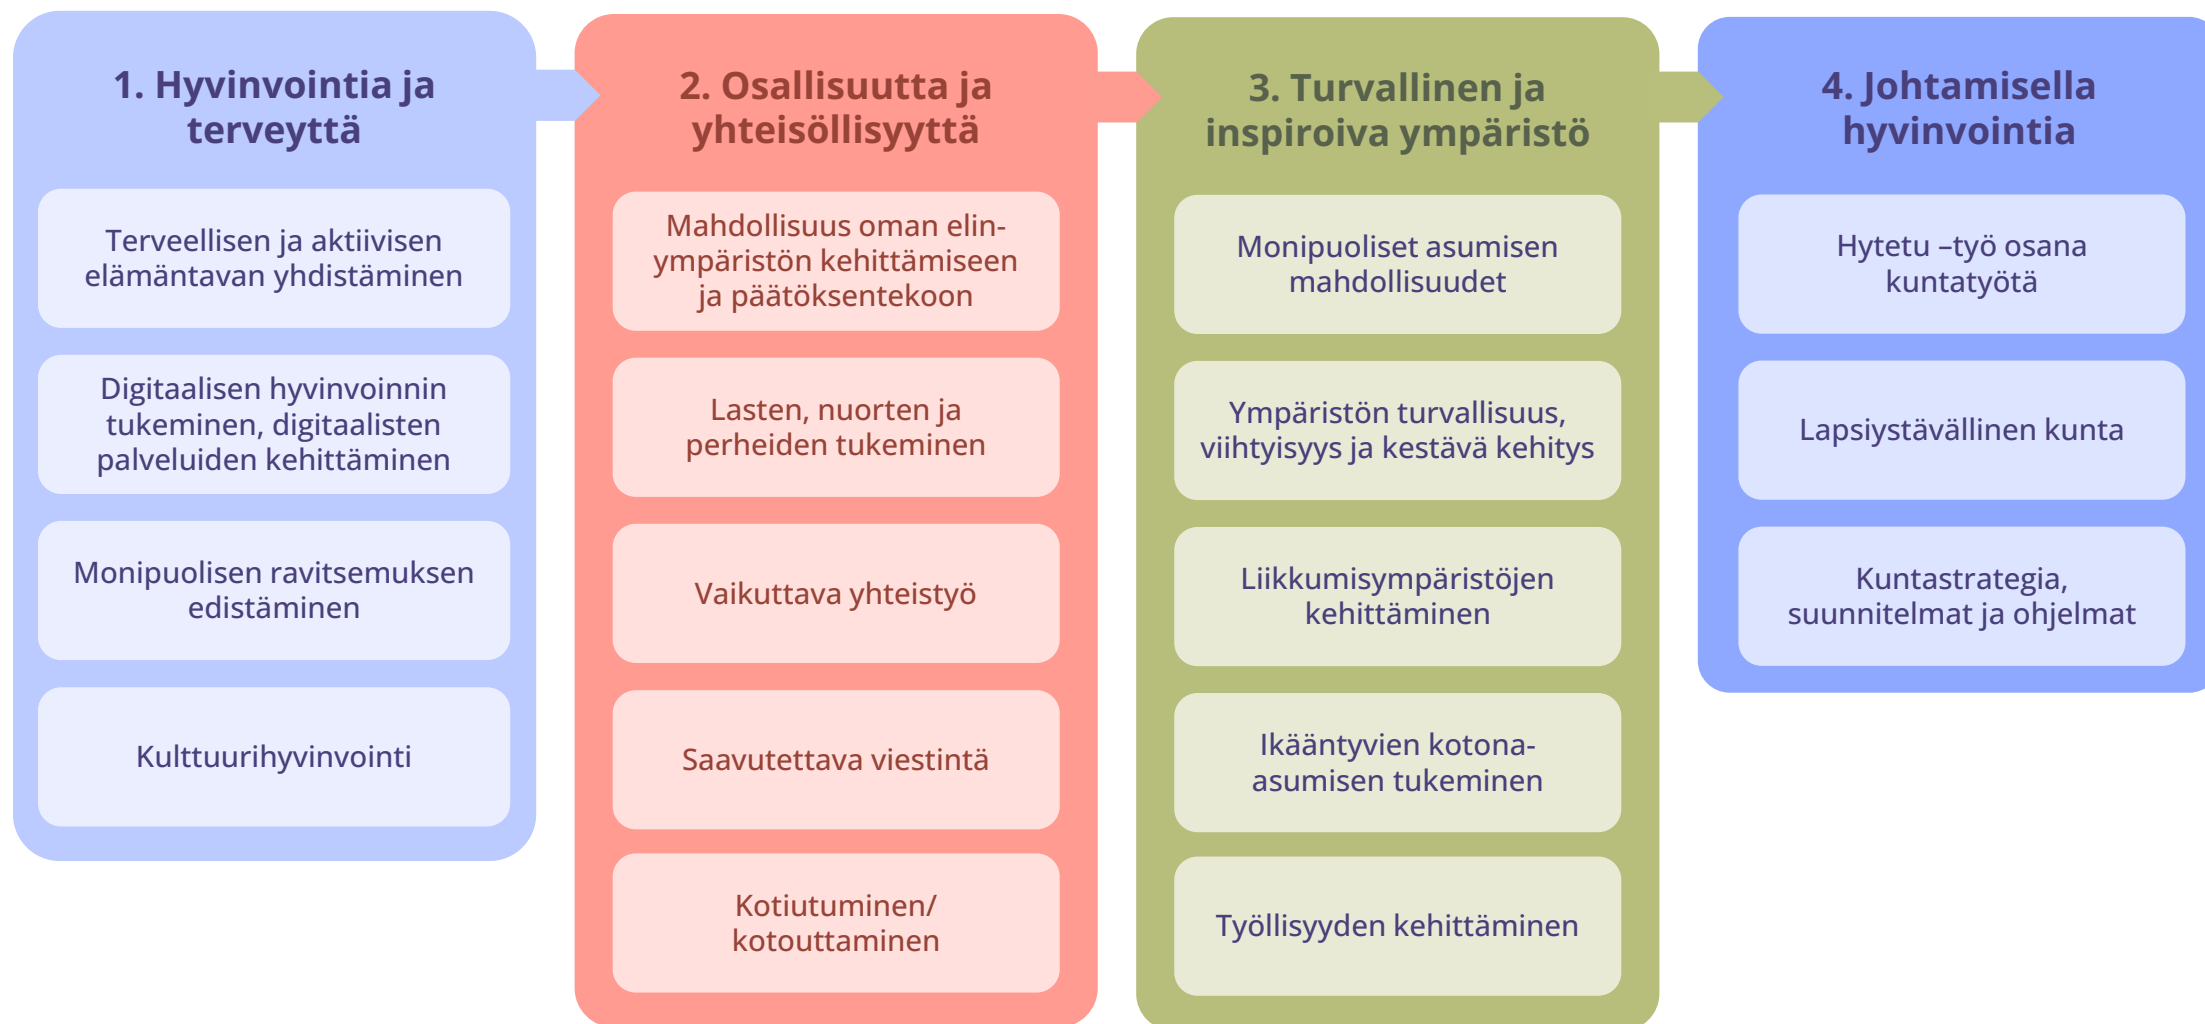 1. Hyvinvointia ja
terveyttä
Terveellisen ja aktiivisen
elämäntavan yhdistäminen
Digitaalisen hyvinvoinnin
tukeminen, digitaalisten
palveluiden kehittäminen
Monipuolisen ravitsemuksen
edistäminen
Kulttuurihyvinvointi
2. Osallisuutta ja
yhteisöllisyyttä
Mahdollisuus oman elin-
ympäristön kehittämiseen
ja päätöksentekoon
Lasten, nuorten ja
perheiden tukeminen
Vaikuttava yhteistyö
Saavutettava viestintä
Kotiutuminen/
kotouttaminen
3. Turvallinen ja
inspiroiva ympäristö
Monipuoliset asumisen
mahdollisuudet
Ympäristön turvallisuus,
viihtyisyys ja kestävä kehitys
Liikkumisympäristöjen
kehittäminen
Ikääntyvien kotona-
asumisen tukeminen
Työllisyyden kehittäminen
4. Johtamisella
hyvinvointia
Hytetu –työ osana
kuntatyötä
Lapsiystävällinen kunta
Kuntastrategia,
suunnitelmat ja ohjelmat